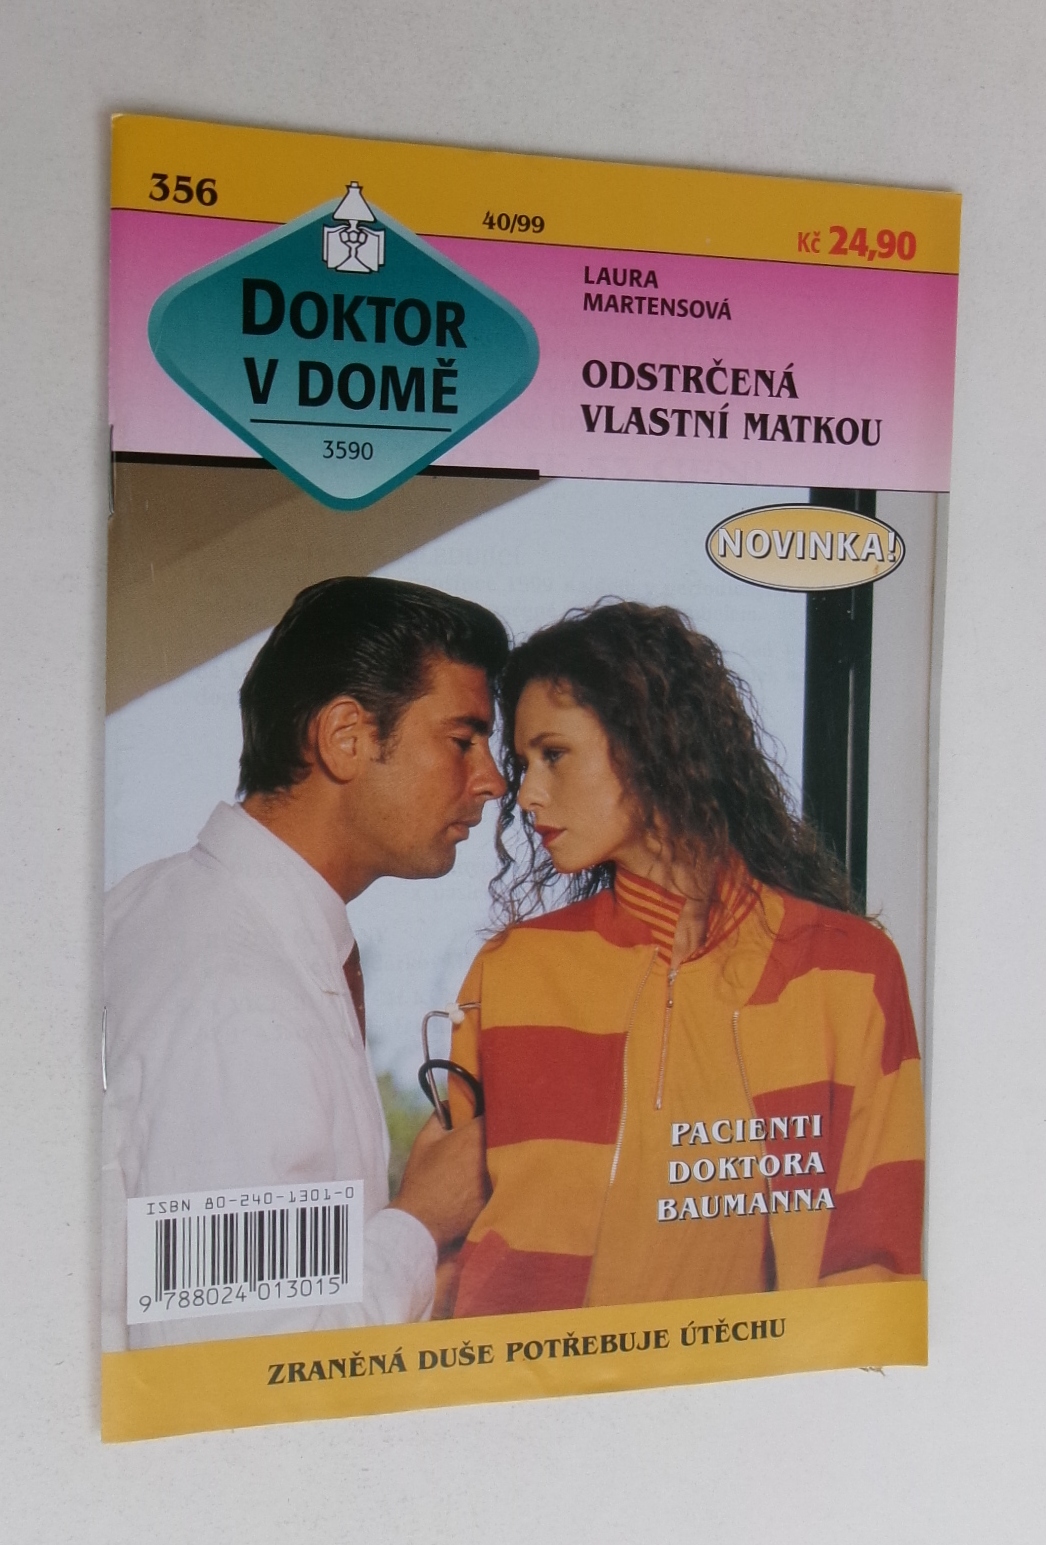 356
40/99
Kč 24,90
DOKTOR
V DOMĚ
3590
LAURA
MARTENSOVÁ
ODSTRČENÁ
VLASTNÍ MATKOU
NOVINKA!
PACIENTI
DOKTORA
BAUMANNA
ISBN 80-240-1301-0
9 788024 013015
ZRANĚNÁ DUŠE POTŘEBUJE ÚTĚCHU